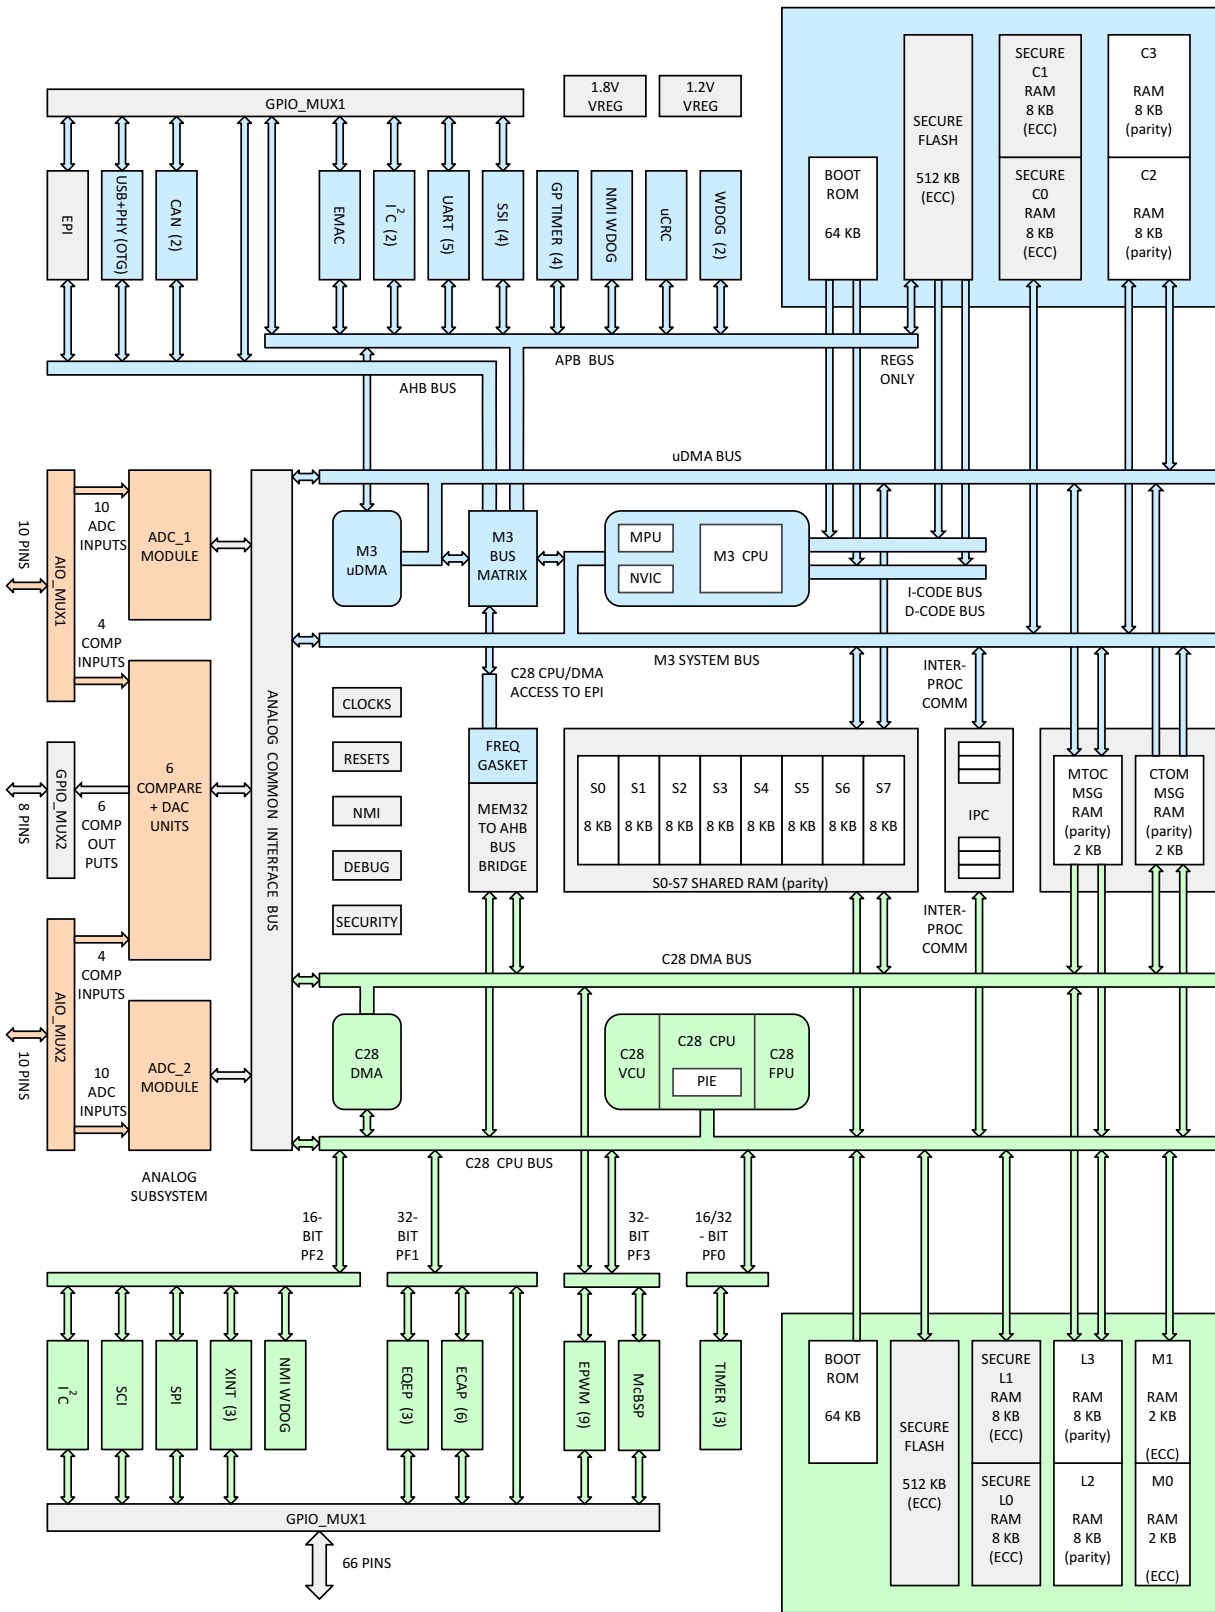 GPIO_MUX1
1.8V
VREG
1.2V
VREG
SECURE
C1
RAM
8 KB
(ECC)
C3
RAM
8 KB
(parity)
SECURE
FLASH
512 KB
(ECC)
BOOT
ROM
64 KB
SECURE
C0
RAM
8 KB
(ECC)
C2
RAM
8 KB
(parity)
EPI
USB+PHY (OTG)
CAN (2)
EMAC
I2C (2)
UART (5)
SSI (4)
GP TIMER (4)
NMI WDOG
uCRC
WDOG (2)
APB BUS
REGS
ONLY
AHB BUS
uDMA BUS
10 PINS
AIO_MUX1
10
ADC
INPUTS
ADC_1
MODULE
4
COMP
INPUTS
M3
uDMA
M3
BUS
MATRIX
MPU
NVIC
M3 CPU
I-CODE BUS
D-CODE BUS
M3 SYSTEM BUS
C28 CPU/DMA
ACCESS TO EPI
INTER-
PROC
COMM
ANALOG COMMON INTERFACE BUS
CLOCKS
RESETS
NMI
DEBUG
SECURITY
FREQ
GASKET
MEM32
TO AHB
BUS
BRIDGE
S0
8 KB
S1
8 KB
S2
8 KB
S3
8 KB
S4
8 KB
S5
8 KB
S6
8 KB
S7
8 KB
S0-S7 SHARED RAM (parity)
IPC
MTOC
MSG
RAM
(parity)
2 KB
CTOM
MSG
RAM
(parity)
2 KB
8 PINS
GPIO_MUX2
6
COMP
OUT
PUTS
6
COMPARE
+ DAC
UNITS
INTER-
PROC
COMM
C28 DMA BUS
4
COMP
INPUTS
10 PINS
AIO_MUX2
10
ADC
INPUTS
ADC_2
MODULE
C28
DMA
C28
VCU
C28 CPU
PIE
C28
FPU
C28 CPU BUS
ANALOG
SUBSYSTEM
16-
BIT
PF2
32-
BIT
PF1
32-
BIT
PF3
16/32
- BIT
PF0
I2C
SCI
SPI
XINT (3)
NMI WDOG
EQEP (3)
ECAP (6)
EPWM (9)
McBSP
TIMER (3)
BOOT
ROM
64 KB
SECURE
FLASH
512 KB
(ECC)
SECURE
L1
RAM
8 KB
(ECC)
L3
RAM
8 KB
(parity)
M1
RAM
2 KB
(ECC)
SECURE
L0
RAM
8 KB
(ECC)
L2
RAM
8 KB
(parity)
M0
RAM
2 KB
(ECC)
GPIO_MUX1
66 PINS